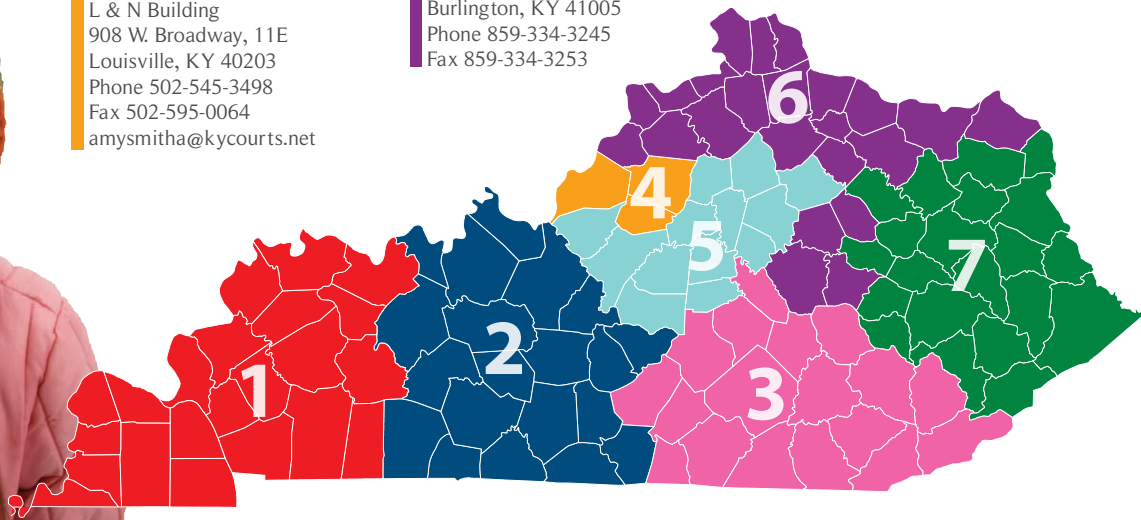 L & N Building
908 W. Broadway, 11E
Louisville, KY 40203
Phone 502-545-3498
Fax 502-595-0064
amysmitha@kycourts.net
Burlington, KY 41005
Phone 859-334-3245
Fax 859-334-3253
6
4
5
7
2
3
1